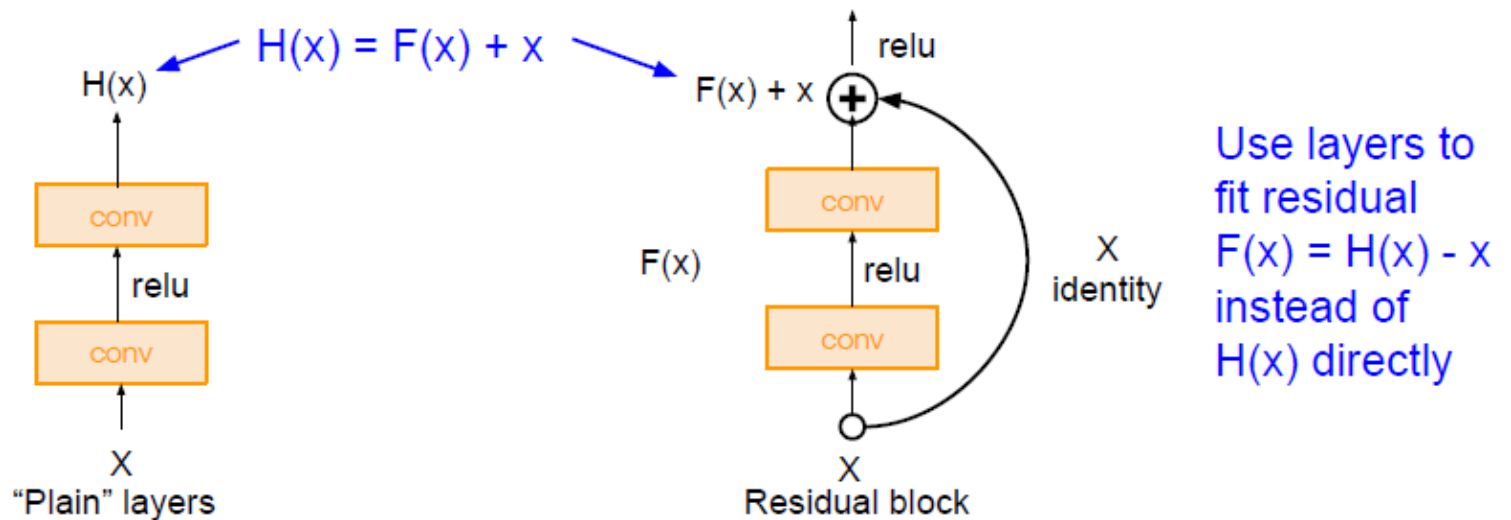 H(x) = F(x) + x
H(x)
conv
relu
conv
X
“Plain” layers
relu
F(x) + x
+
conv
F(x)
relu
conv
X
identity
X
Residual block
Use layers to
fit residual
F(x) = H(x) - x
instead of
H(x) directly